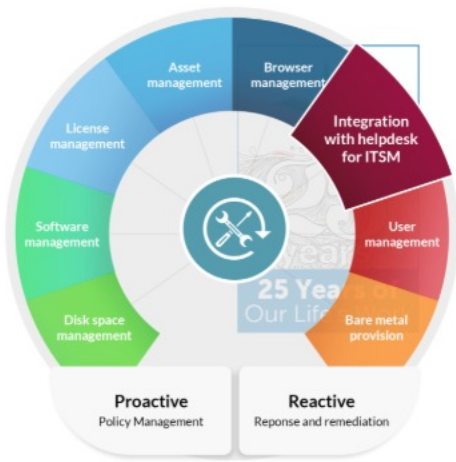 Asset
management
Browser
management
Integration
with helpdesk
for ITSM
License
management
Software
management
User
management
Disk space
management
Bare metal
provision
years
25 Years of
Our Life
Proactive
Policy Management
Reactive
Reponse and remediation